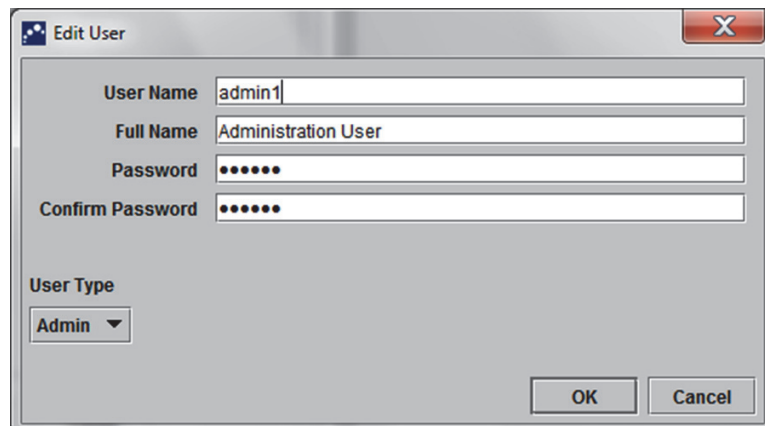 Edit User
User Name admin1
Full Name Administration User
Password ••••••
Confirm Password ••••••
User Type
Admin
OK Cancel